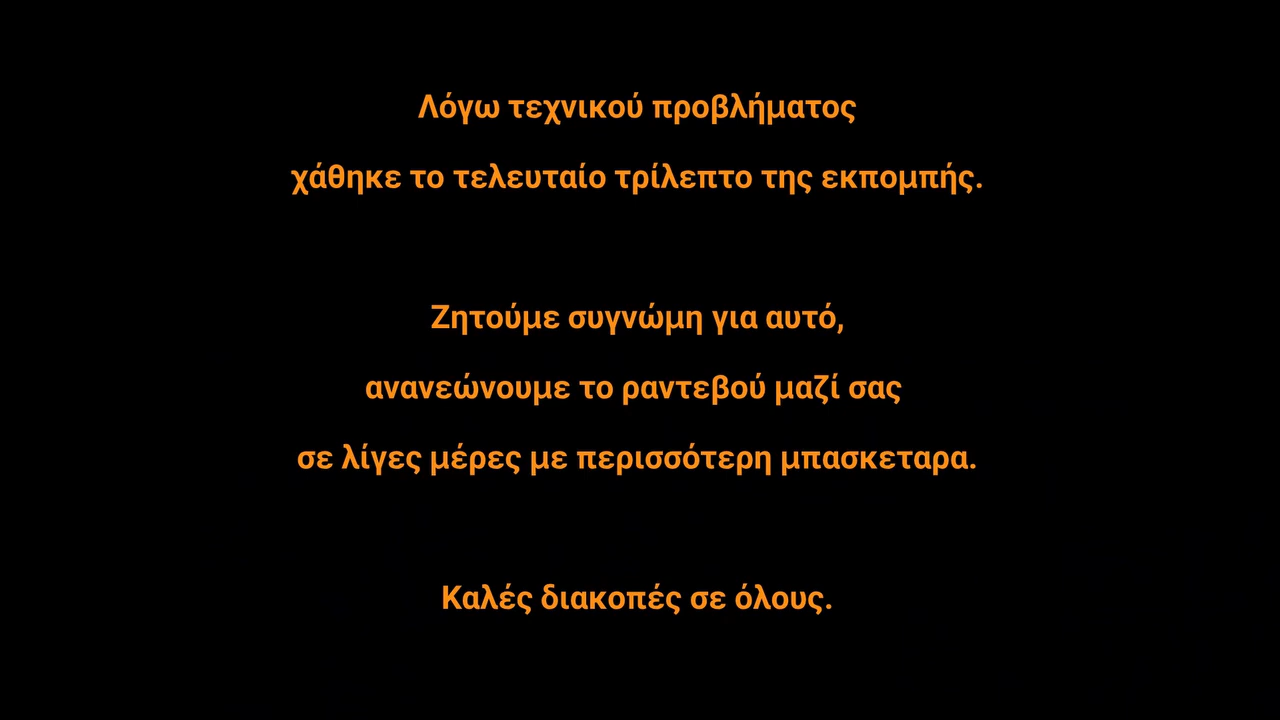 Λόγω τεχνικού προβλήματος
χάθηκε το τελευταίο τρίλεπτο της εκπομπής.
Ζητούμε συγνώμη για αυτό,
ανανεώνουμε το ραντεβού μαζί σας
σε λίγες μέρες με περισσότερη μπασκεταρα.
Καλές διακοπές σε όλους.